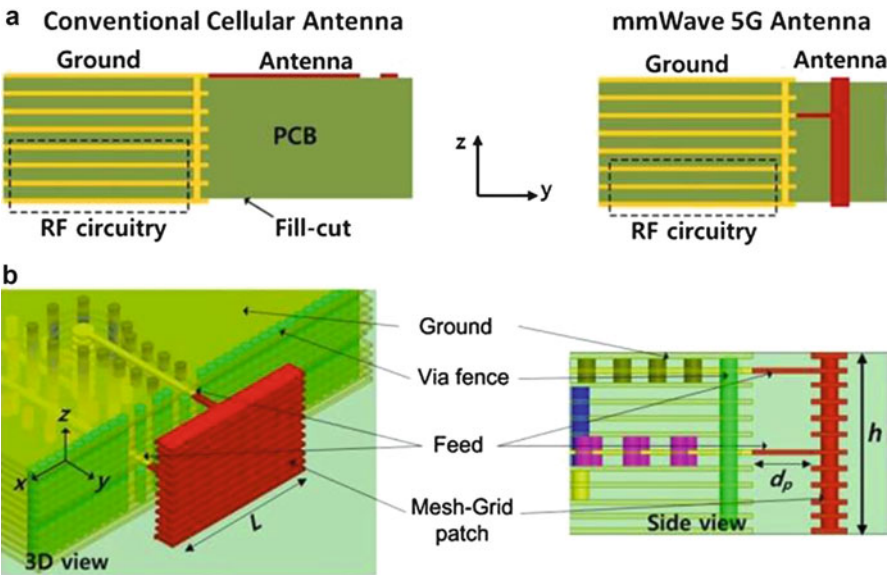 a
Conventional Cellular Antenna
mmWave 5G Antenna
Ground
Antenna
Ground
Antenna
PCB
z
y
RF circuitry
Fill-cut
RF circuitry
b
Ground
Via fence
Feed
Mesh-Grid
patch
z
x
y
L
3D view
h
dp
Side view